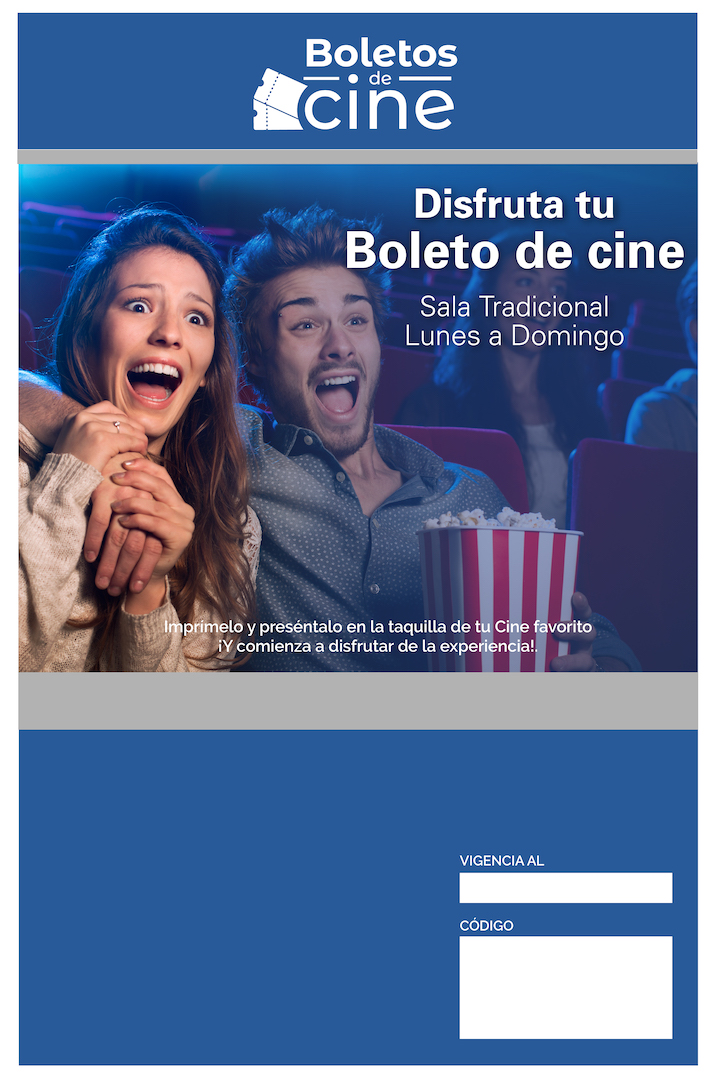 Boletos
de
cine
Disfruta tu
Boleto de cine
Sala Tradicional
Lunes a Domingo
Imprímelo y preséntalo en la taquilla de tu Cine favorito
¡Y comienza a disfrutar de la experiencia!.
VIGENCIA AL
CÓDIGO